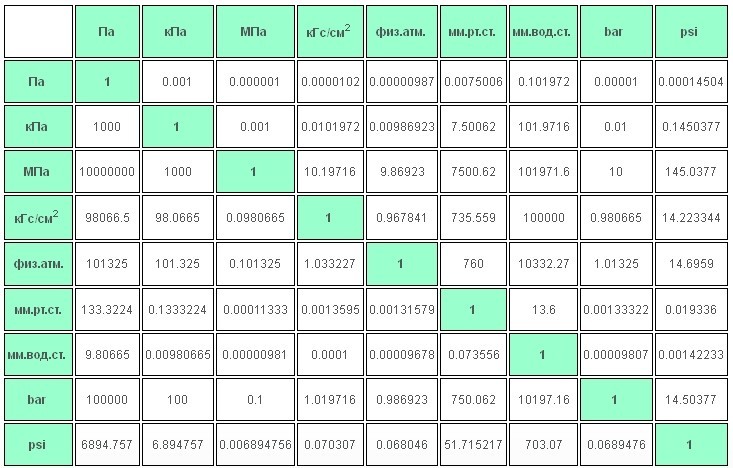 Па кПа МПа кГс/см² физ.атм. мм.рт.ст. мм.вод.ст. bar psi
Па 1 0.001 0.000001 0.0000102 0.00000987 0.0075006 0.101972 0.00001 0.00014504
кПа 1000 1 0.001 0.0101972 0.00986923 7.50062 101.9716 0.01 0.1450377
МПа 10000000 1000 1 10.19716 9.86923 7500.62 101971.6 10 145.0377
кГс/см² 98066.5 98.0665 0.0980665 1 0.967841 735.559 100000 0.980665 14.223344
физ.атм. 101325 101.325 0.101325 1.033227 1 760 10332.27 1.01325 14.6959
мм.рт.ст. 133.3224 0.1333224 0.00011333 0.0013595 0.00131579 1 13.6 0.00133322 0.019336
мм.вод.ст. 9.80665 0.00980665 0.00000981 0.0001 0.00009678 0.073556 1 0.00009807 0.00142233
bar 100000 100 0.1 1.019716 0.986923 750.062 10197.16 1 14.50377
psi 6894.757 6.894757 0.006894756 0.070307 0.068046 51.715217 703.07 0.0689476 1